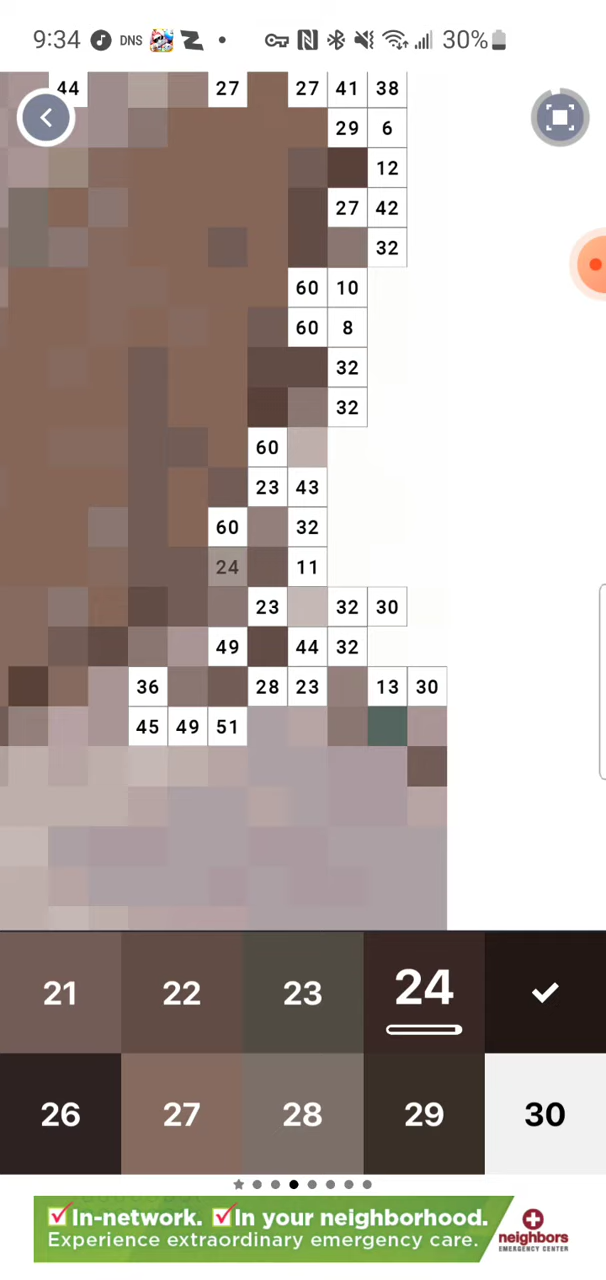 9:34 DNS 30%
44 27 27 41 38
29 6
12
27 42
32
60 10
60 8
32
32
60
23 43
60 32
24 11
23 32 30
49 44 32
36 28 23 13 30
45 49 51
21 22 23 24
26 27 28 29 30
In-network. In your neighborhood.
Experience extraordinary emergency care.
neighbors
EMERGENCY CENTER